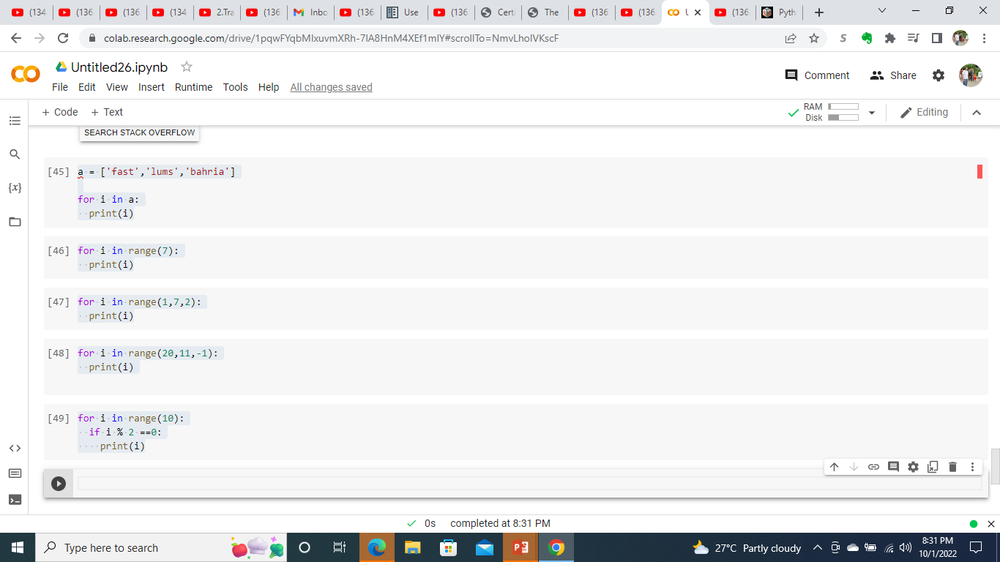 (134
(136
(136
(134
2.Tra
(136
Inbo
(136
Use
(136
Certi
The
(136
(136
(136
Pyth
colab.research.google.com/drive/1pqwFYqbMIxuvmXRh-7lA8HnM4XEf1mlY#scrollTo=NmvLholVKscF
Untitled26.ipynb
Comment
Share
File Edit View Insert Runtime Tools Help All changes saved
+ Code + Text
RAM
Disk
Editing
SEARCH STACK OVERFLOW
[45] a = ['fast','lums','bahria']
for i in a:
print(i)
[46] for i in range(7):
print(i)
[47] for i in range(1,7,2):
print(i)
[48] for i in range(20,11,-1):
print(i)
[49] for i in range(10):
if i % 2 ==0:
print(i)
0s completed at 8:31 PM
Type here to search
27°C Partly cloudy
8:31 PM
10/1/2022